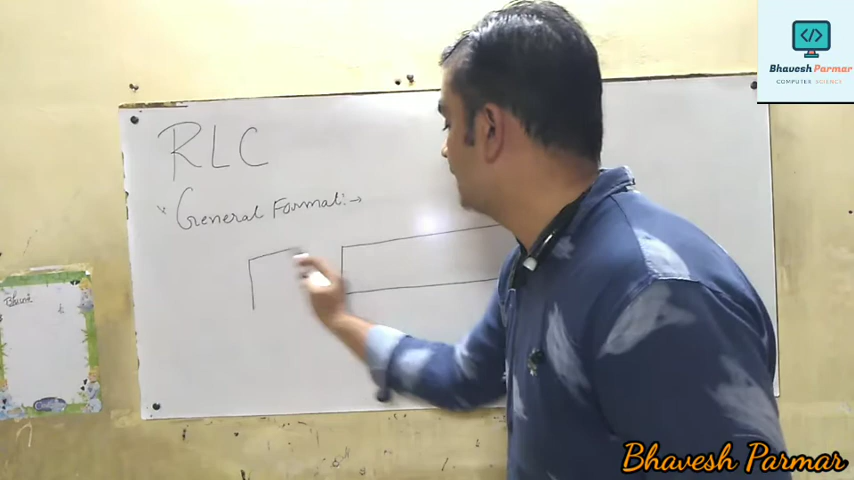 Bhavesh Parmar
COMPUTER SCIENCE
RLC
General Format:→
Bhavesh Parmar